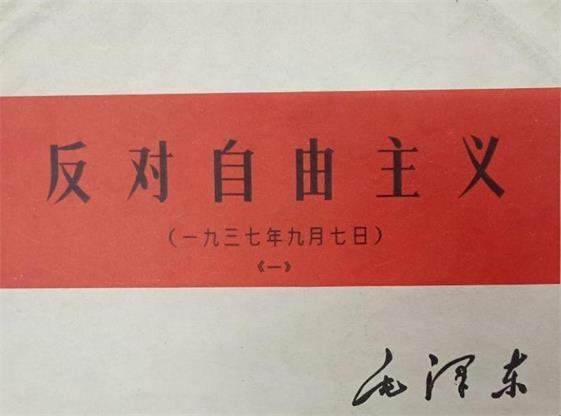 反对自由主义
（一九三七年九月七日）
《一》
毛泽东